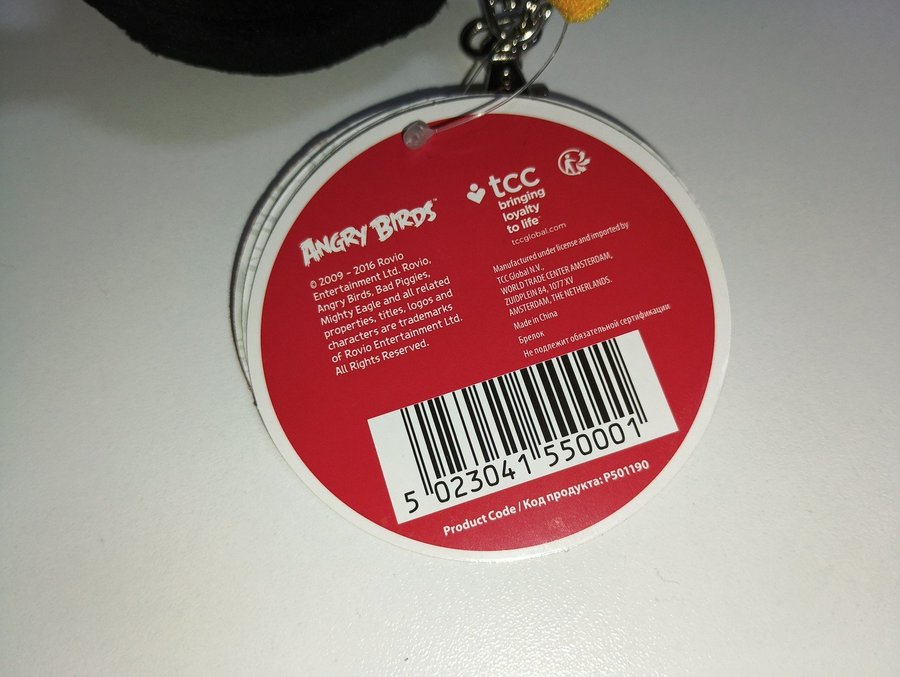 ANGRY BIRDS™
© 2009 - 2016 Rovio
Entertainment Ltd. Rovio,
Angry Birds, Bad Piggies,
Mighty Eagle and all related
properties, titles, logos and
characters are trademarks
of Rovio Entertainment Ltd.
All Rights Reserved.
tcc
bringing
loyalty
to life™
tccglobal.com
Manufactured under license and imported by
TCC Global N.V.,
WORLD TRADE CENTER AMSTERDAM,
ZUIDPLEIN 84, 1077 XV
AMSTERDAM, THE NETHERLANDS.
Made in China
Брелок
Не подлежит обязательной сертификации
5 023041 550001
Product Code / Код продукта: P501190